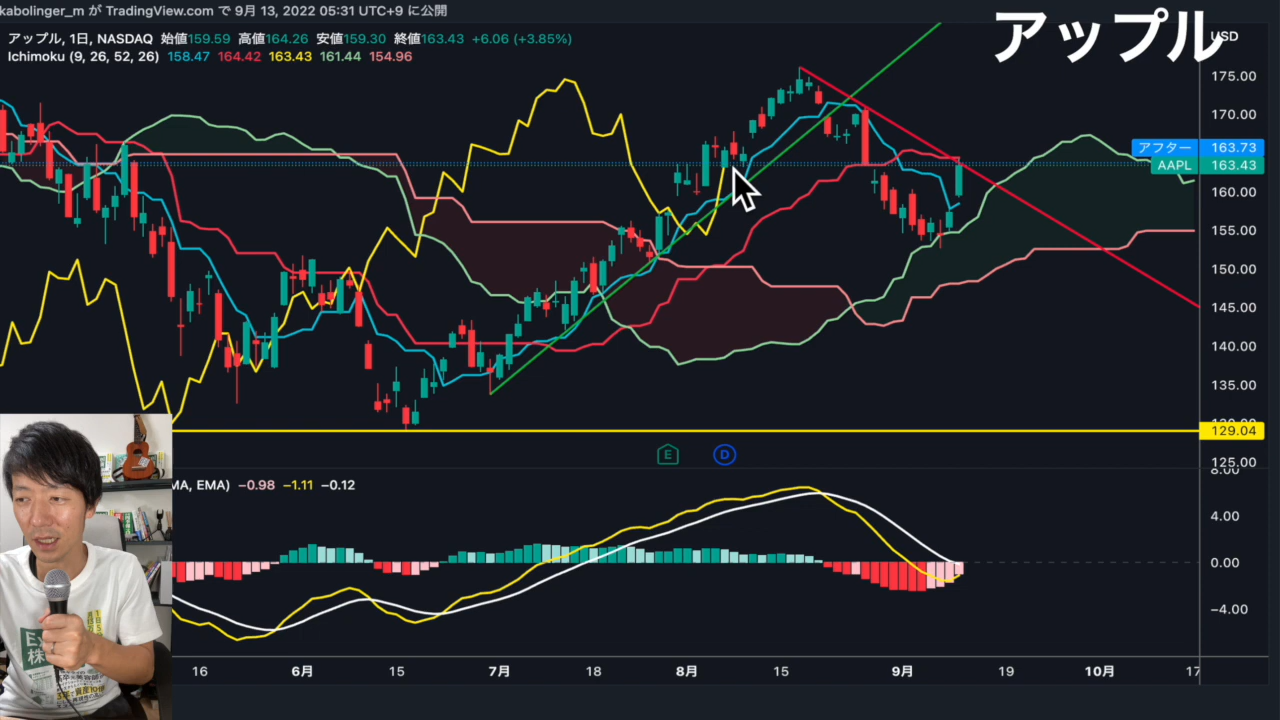 kabolinger_m が TradingView.com で 9月 13, 2022 05:31 UTC+9 に公開
アップル
USD
アップル, 1日, NASDAQ 始値159.59 高値164.26 安値159.30 終値163.43 +6.06 (+3.85%)
Ichimoku (9, 26, 52, 26) 158.47 164.42 163.43 161.44 154.96
175.00
170.00
アフター 163.73
AAPL 163.43
160.00
155.00
150.00
145.00
140.00
135.00
129.04
125.00
E D
MA, EMA) −0.98 −1.11 −0.12
8.00
4.00
0.00
−4.00
16 6月 15 7月 18 8月 15 9月 19 10月 17